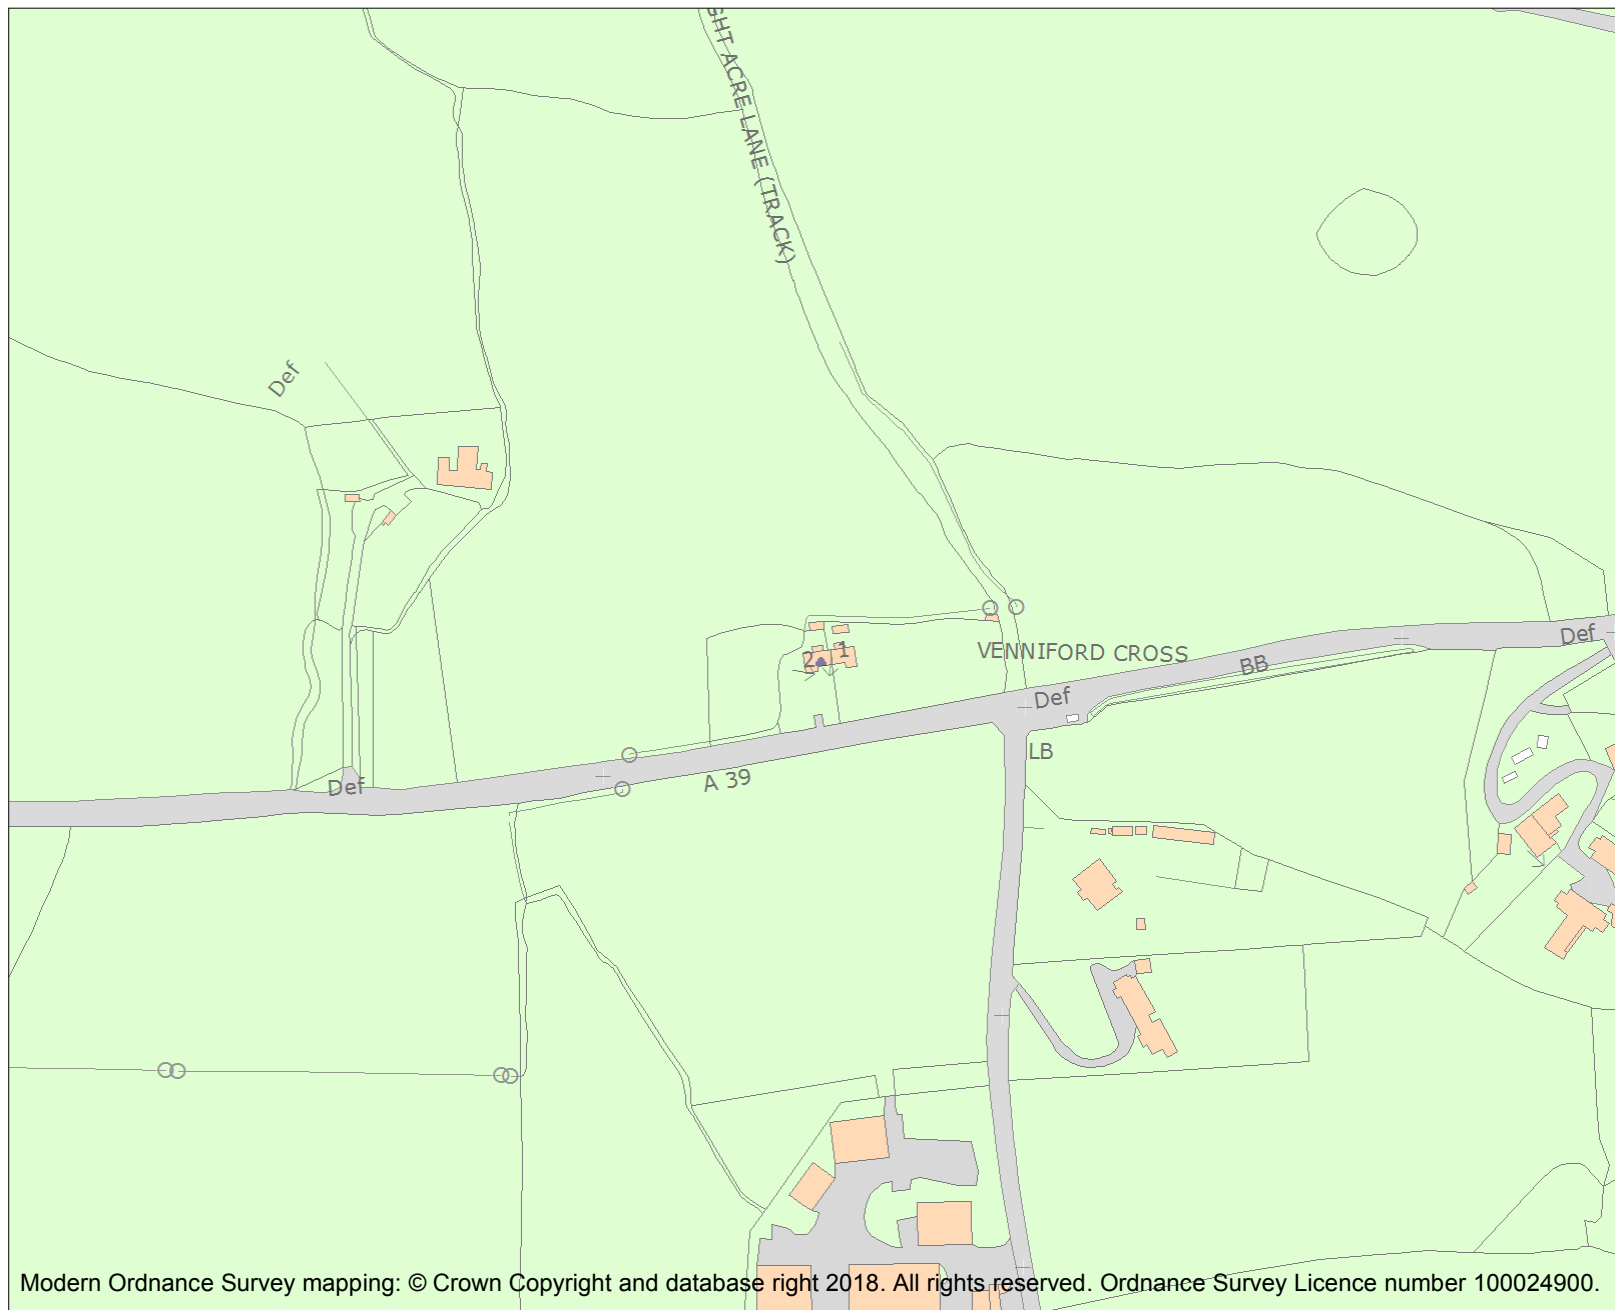 GHT ACRE LANE (TRACK)
Def
2
1
VENNIFORD CROSS
Def
BB
Def
LB
A 39
Def
Modern Ordnance Survey mapping: © Crown Copyright and database right 2018. All rights reserved. Ordnance Survey Licence number 100024900.